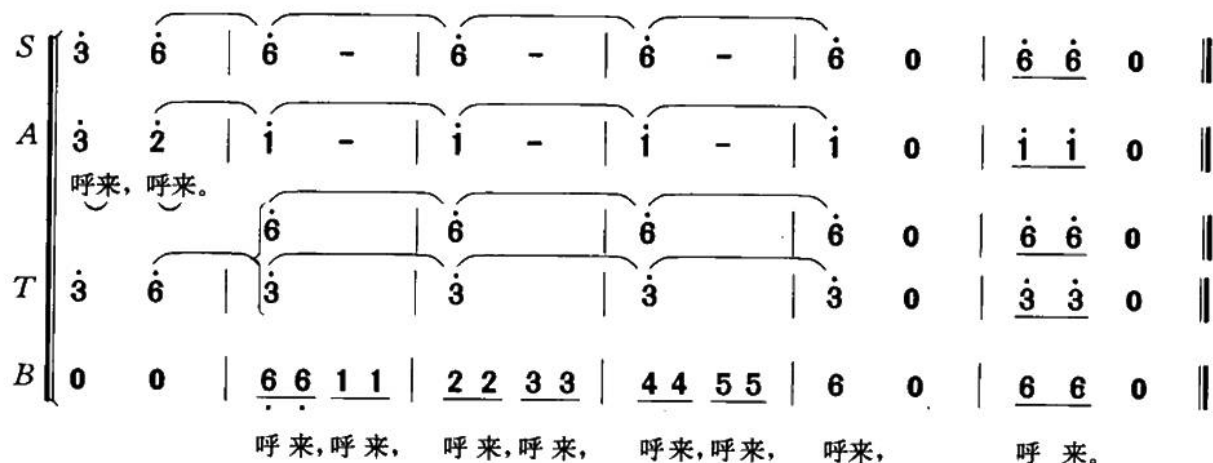 S 3̇ 6̇ | 6̇ - | 6̇ - | 6̇ - | 6̇ 0 | 6̇ 6̇ 0 ‖
A 3̇ 2̇ | 1̇ - | 1̇ - | 1̇ - | 1̇ 0 | 1̇ 1̇ 0 ‖
呼来，呼来。
6̇ | 6̇ | 6̇ | 6̇ 0 | 6̇ 6̇ 0 ‖
T 3̇ 6̇ | 3̇ | 3̇ | 3̇ | 3̇ 0 | 3̇ 3̇ 0 ‖
B 0 0 | 6̣ 6̣ 1 1 | 2 2 3 3 | 4 4 5 5 | 6 0 | 6 6 0 ‖
呼来，呼来， 呼来，呼来， 呼来，呼来， 呼来， 呼来。